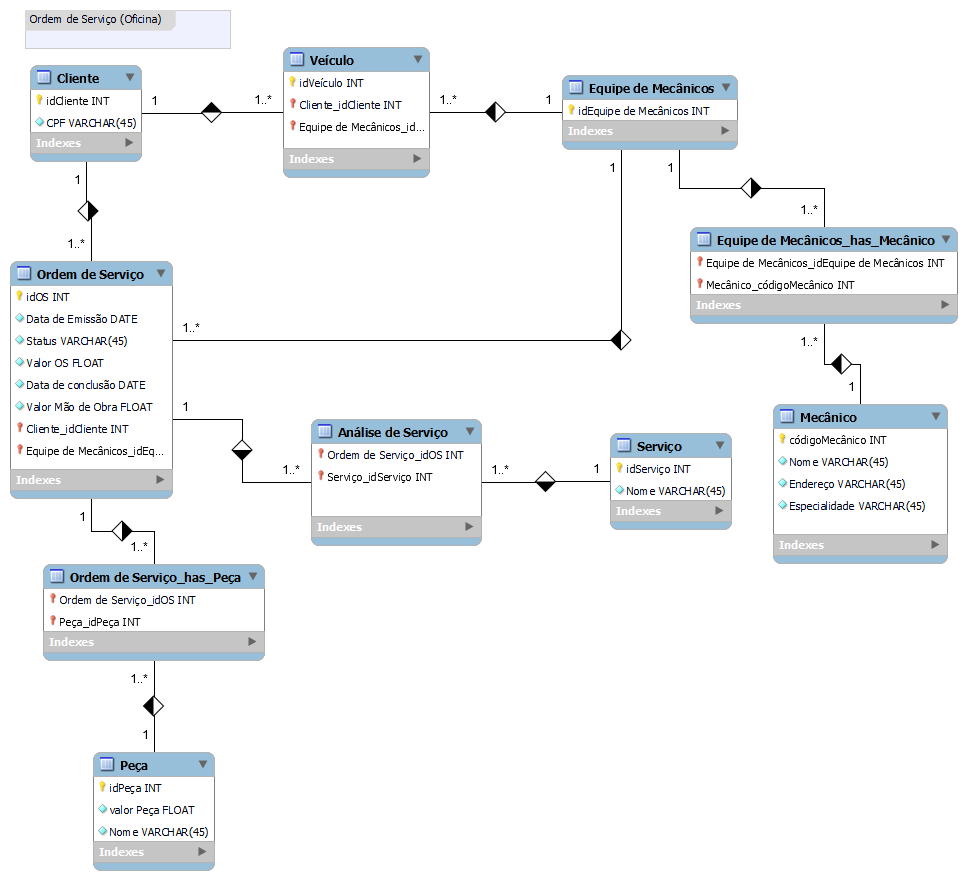 Ordem de Serviço (Oficina)
Cliente
idCliente INT
CPF VARCHAR(45)
Indexes
1
1..*
Veículo
idVeículo INT
Cliente_idCliente INT
Equipe de Mecânicos_id...
Indexes
1..*
1
Equipe de Mecânicos
idEquipe de Mecânicos INT
Indexes
1
1..*
1
1..*
1
1..*
Equipe de Mecânicos_has_Mecânico
Equipe de Mecânicos_idEquipe de Mecânicos INT
Mecânico_códigoMecânico INT
Indexes
1..*
1
Mecânico
códigoMecânico INT
Nome VARCHAR(45)
Endereço VARCHAR(45)
Especialidade VARCHAR(45)
Indexes
Ordem de Serviço
idOS INT
Data de Emissão DATE
Status VARCHAR(45)
Valor OS FLOAT
Data de conclusão DATE
Valor Mão de Obra FLOAT
Cliente_idCliente INT
Equipe de Mecânicos_idEq...
Indexes
1
1..*
Análise de Serviço
Ordem de Serviço_idOS INT
Serviço_idServiço INT
Indexes
1..*
1
Serviço
idServiço INT
Nome VARCHAR(45)
Indexes
1
1..*
Ordem de Serviço_has_Peça
Ordem de Serviço_idOS INT
Peça_idPeça INT
Indexes
1..*
1
Peça
idPeça INT
valor Peça FLOAT
Nome VARCHAR(45)
Indexes